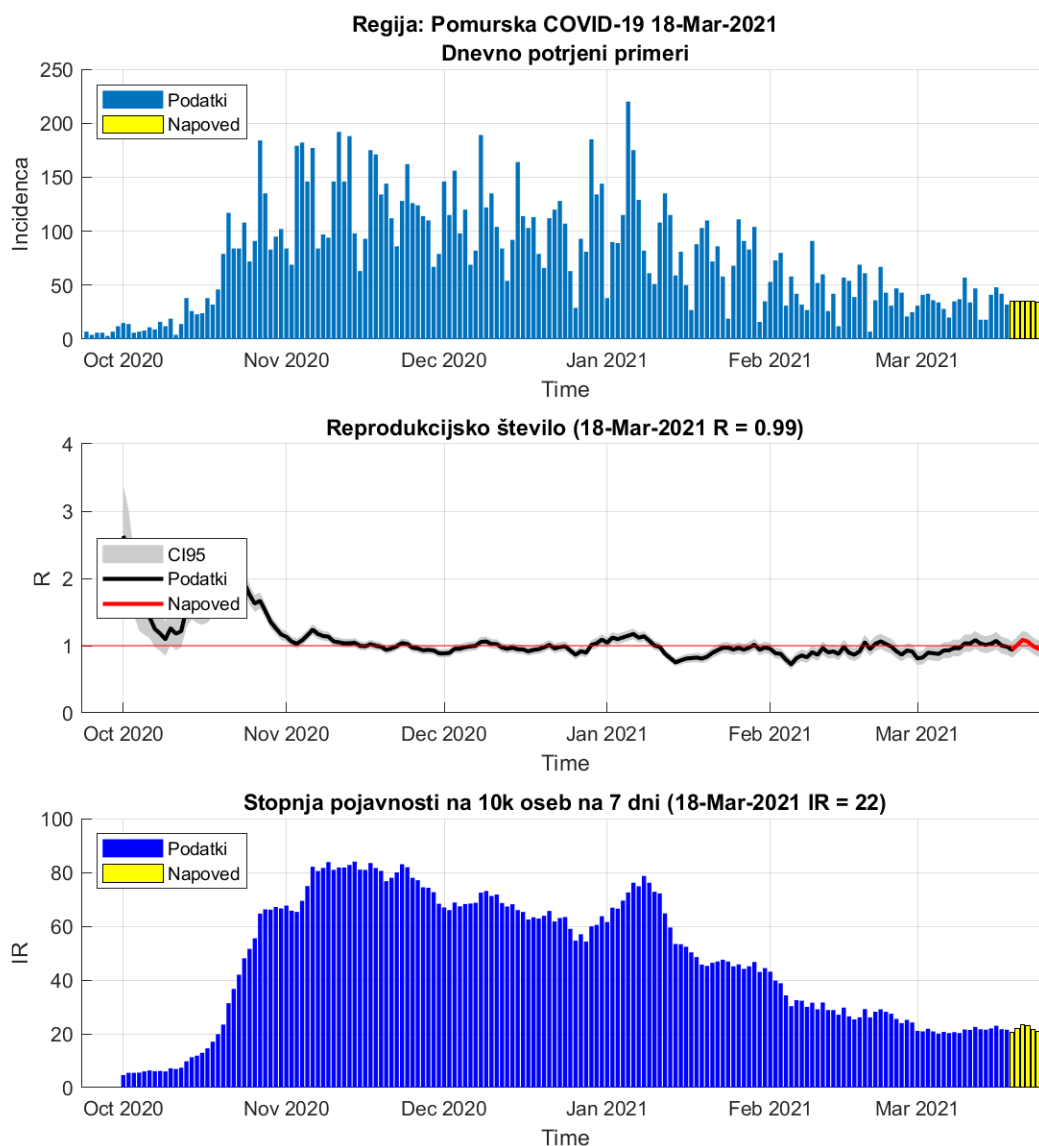 Regija: Pomurska COVID-19 18-Mar-2021
Dnevno potrjeni primeri
250
200
150
100
50
0
Incidenca
Podatki
Napoved
Oct 2020 Nov 2020 Dec 2020 Jan 2021 Feb 2021 Mar 2021
Time
Reprodukcijsko število (18-Mar-2021 R = 0.99)
4
3
2
1
0
R
CI95
Podatki
Napoved
Oct 2020 Nov 2020 Dec 2020 Jan 2021 Feb 2021 Mar 2021
Time
Stopnja pojavnosti na 10k oseb na 7 dni (18-Mar-2021 IR = 22)
100
80
60
40
20
0
IR
Podatki
Napoved
Oct 2020 Nov 2020 Dec 2020 Jan 2021 Feb 2021 Mar 2021
Time